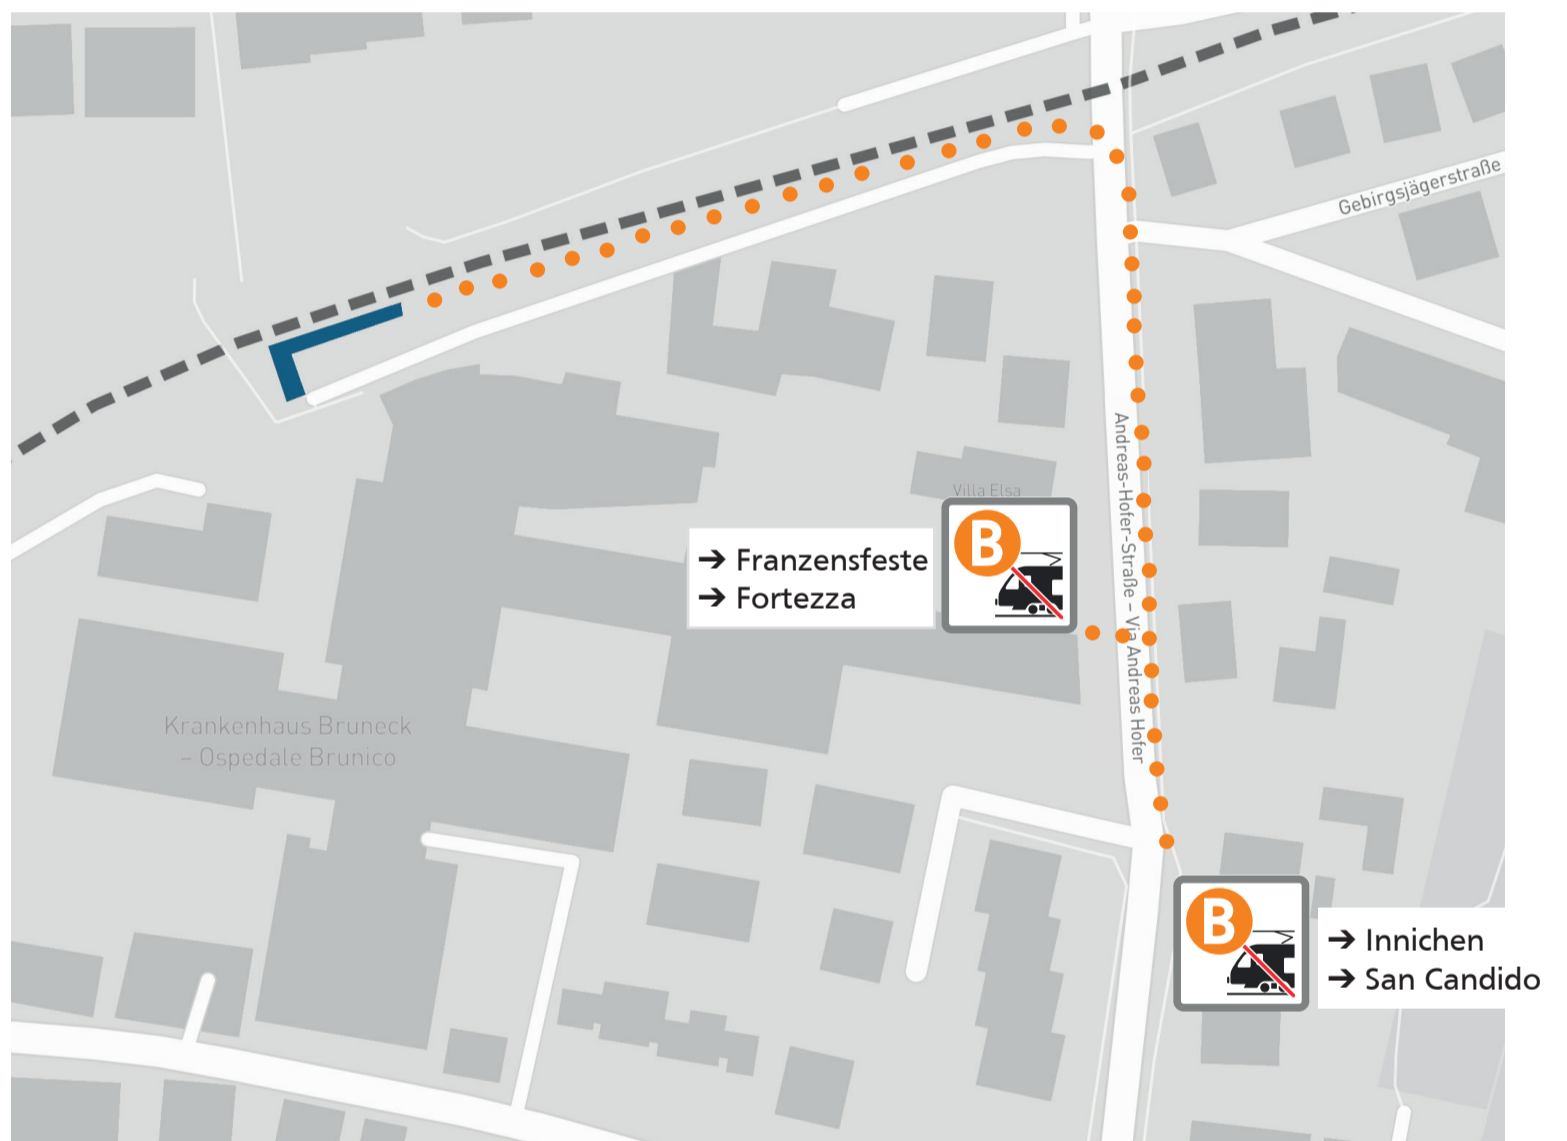 Gebirgsjägerstraße
Andreas-Hofer-Straße – Via Andreas Hofer
Villa Elsa
B
➔ Franzensfeste
➔ Fortezza
Krankenhaus Bruneck
– Ospedale Brunico
B
➔ Innichen
➔ San Candido